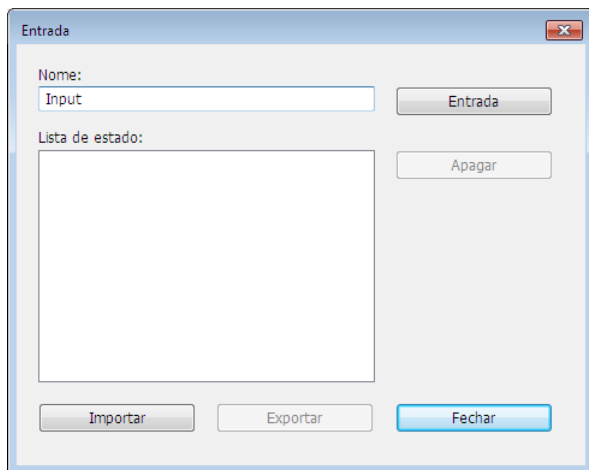 Entrada
Nome:
Input
Entrada
Lista de estado:
Apagar
Importar
Exportar
Fechar